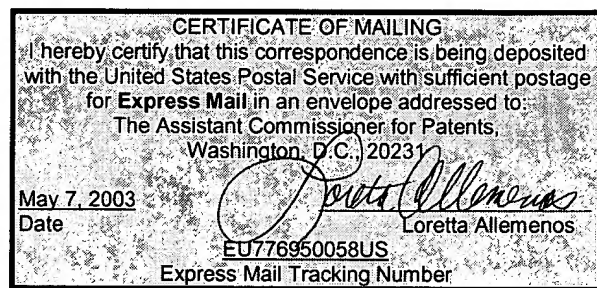 CERTIFICATE OF MAILING
I hereby certify that this correspondence is being deposited
with the United States Postal Service with sufficient postage
for Express Mail in an envelope addressed to:
The Assistant Commissioner for Patents,
Washington, D.C., 20231
Loretta Allemenos
May 7, 2003
Date Loretta Allemenos
EU776950058US
Express Mail Tracking Number